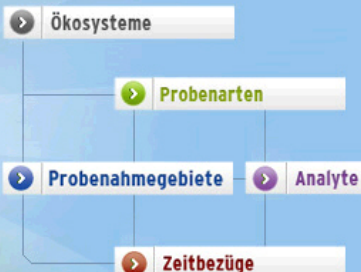 Ökosysteme
Probenarten
Probenahmegebiete
Analyte
Zeitbezüge